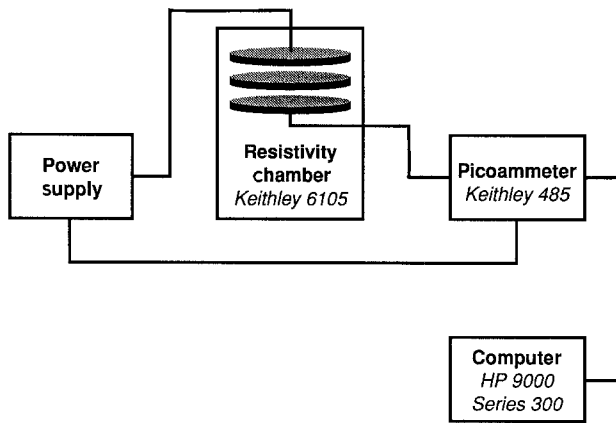 Power
supply
Resistivity
chamber
Keithley 6105
Picoammeter
Keithley 485
Computer
HP 9000
Series 300